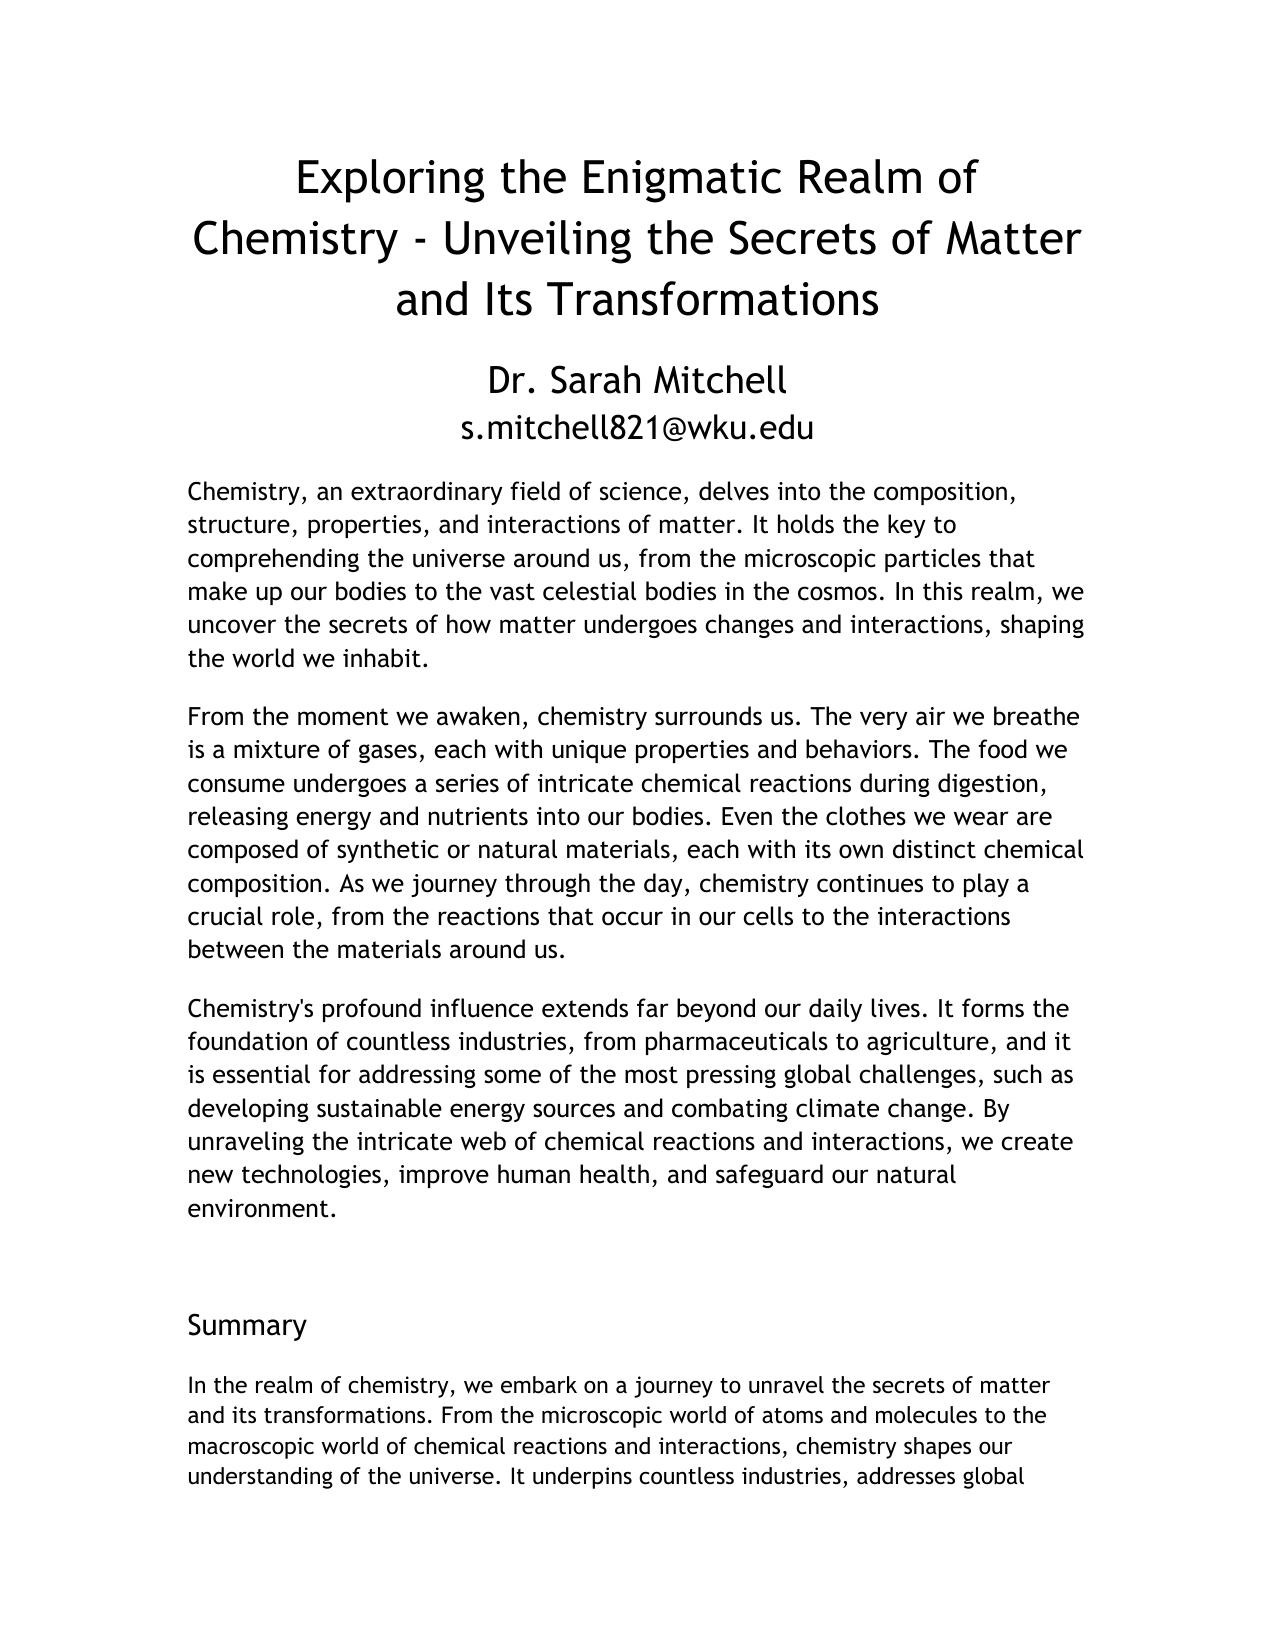 Exploring the Enigmatic Realm of
Chemistry - Unveiling the Secrets of Matter
and Its Transformations
Dr. Sarah Mitchell
s.mitchell821@wku.edu
Chemistry, an extraordinary field of science, delves into the composition,
structure, properties, and interactions of matter. It holds the key to
comprehending the universe around us, from the microscopic particles that
make up our bodies to the vast celestial bodies in the cosmos. In this realm, we
uncover the secrets of how matter undergoes changes and interactions, shaping
the world we inhabit.
From the moment we awaken, chemistry surrounds us. The very air we breathe
is a mixture of gases, each with unique properties and behaviors. The food we
consume undergoes a series of intricate chemical reactions during digestion,
releasing energy and nutrients into our bodies. Even the clothes we wear are
composed of synthetic or natural materials, each with its own distinct chemical
composition. As we journey through the day, chemistry continues to play a
crucial role, from the reactions that occur in our cells to the interactions
between the materials around us.
Chemistry's profound influence extends far beyond our daily lives. It forms the
foundation of countless industries, from pharmaceuticals to agriculture, and it
is essential for addressing some of the most pressing global challenges, such as
developing sustainable energy sources and combating climate change. By
unraveling the intricate web of chemical reactions and interactions, we create
new technologies, improve human health, and safeguard our natural
environment.
Summary
In the realm of chemistry, we embark on a journey to unravel the secrets of matter
and its transformations. From the microscopic world of atoms and molecules to the
macroscopic world of chemical reactions and interactions, chemistry shapes our
understanding of the universe. It underpins countless industries, addresses global